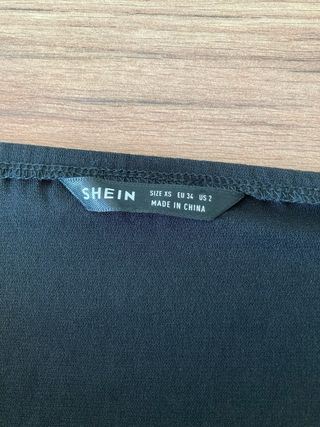 SHEIN
SIZE XS EU 34 US 2
MADE IN CHINA